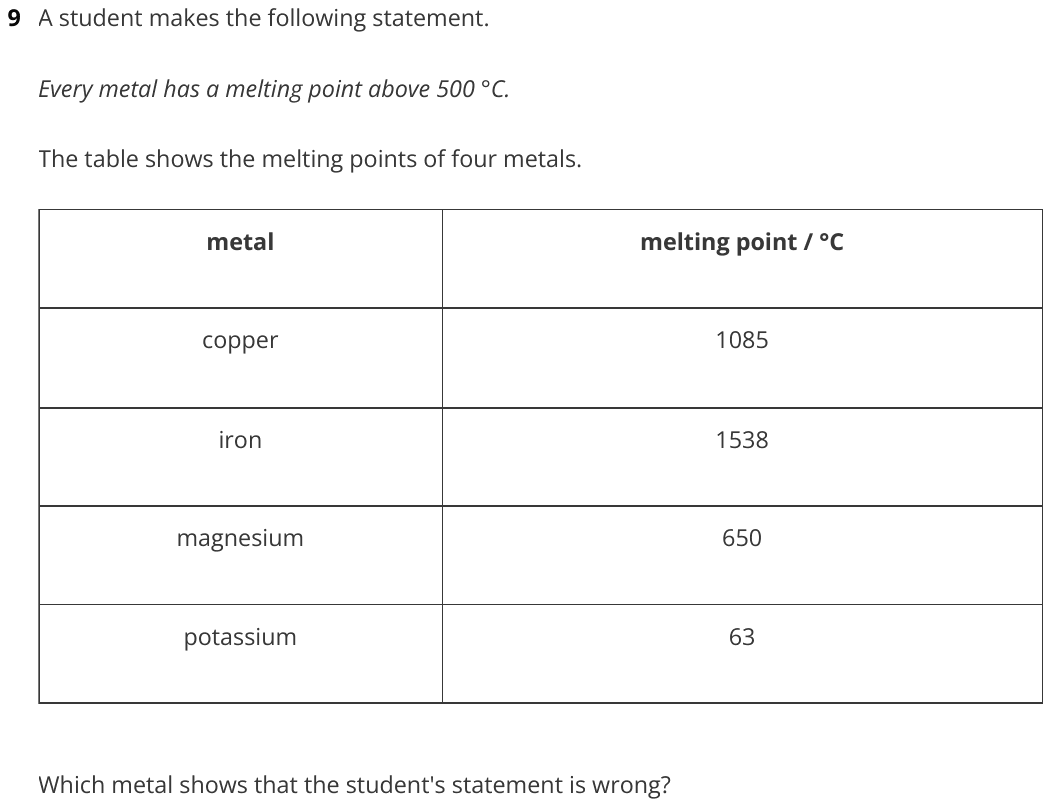 9 A student makes the following statement.
Every metal has a melting point above 500 °C.
The table shows the melting points of four metals.
metal melting point / °C
copper 1085
iron 1538
magnesium 650
potassium 63
Which metal shows that the student's statement is wrong?